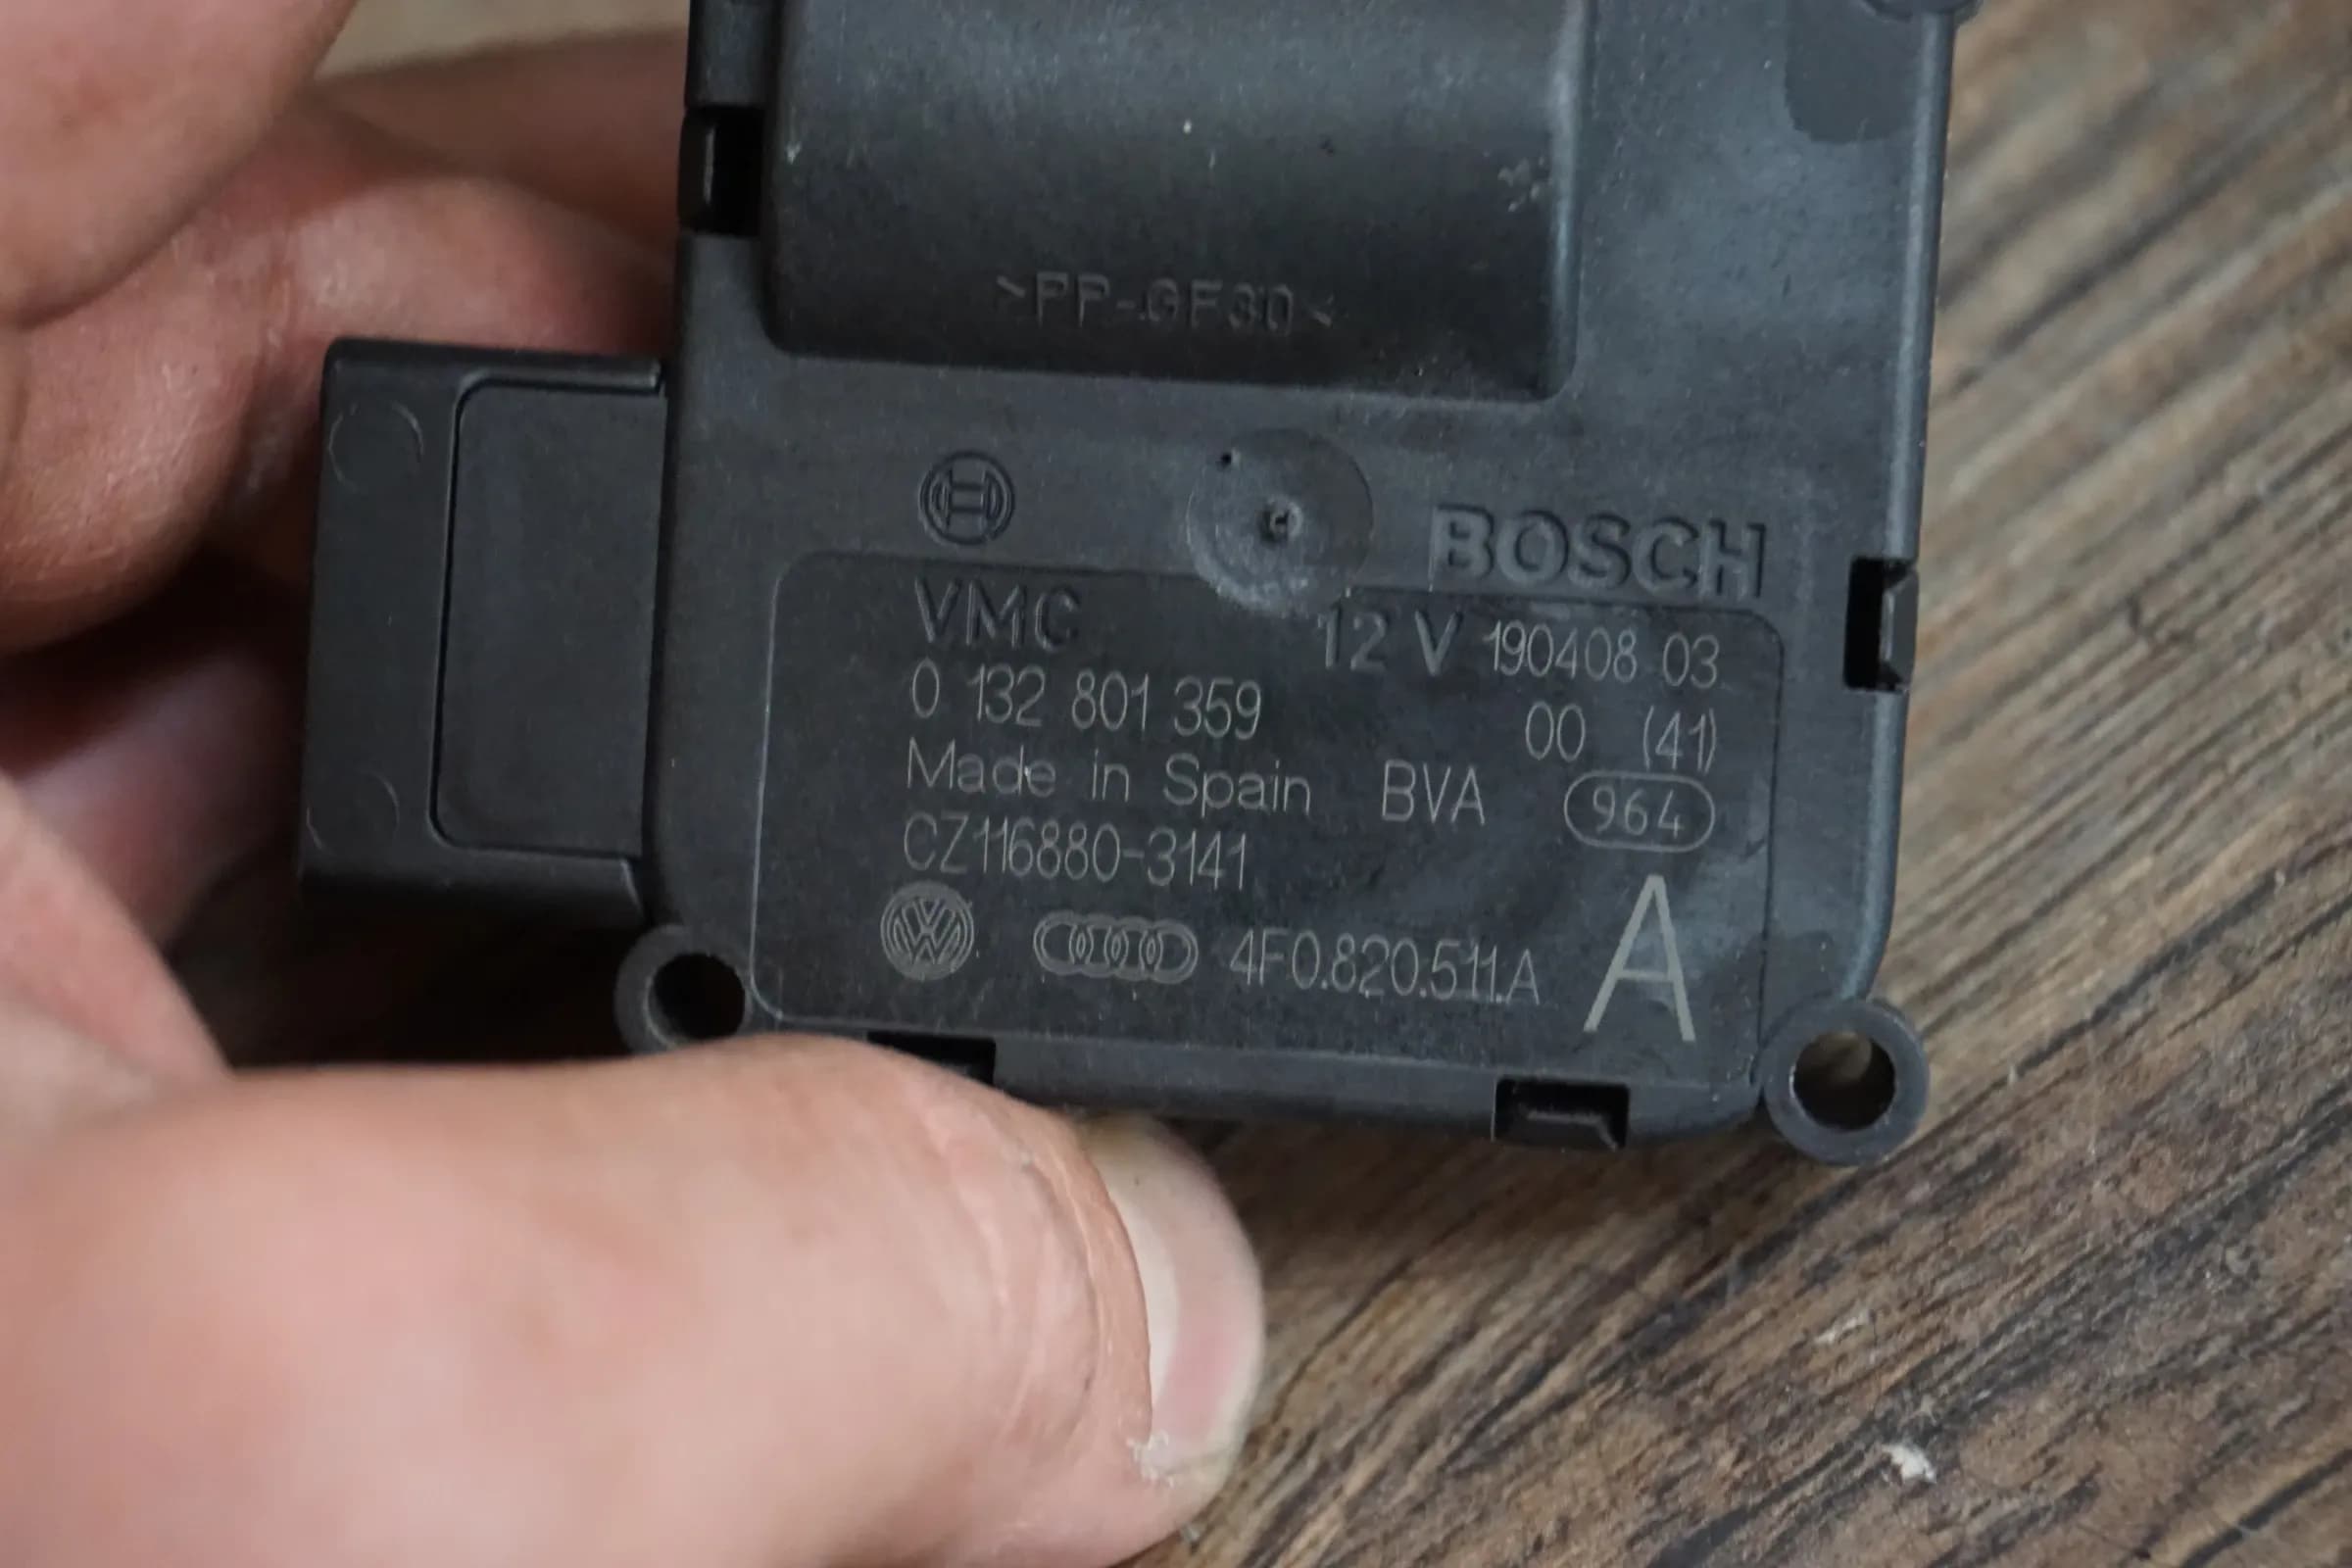 >PP-GF30<
BOSCH
VMC 12 V 190408 03
0 132 801 359 00 (41)
Made in Spain BVA 964
CZ116880-3141
4F0.820.511.A A